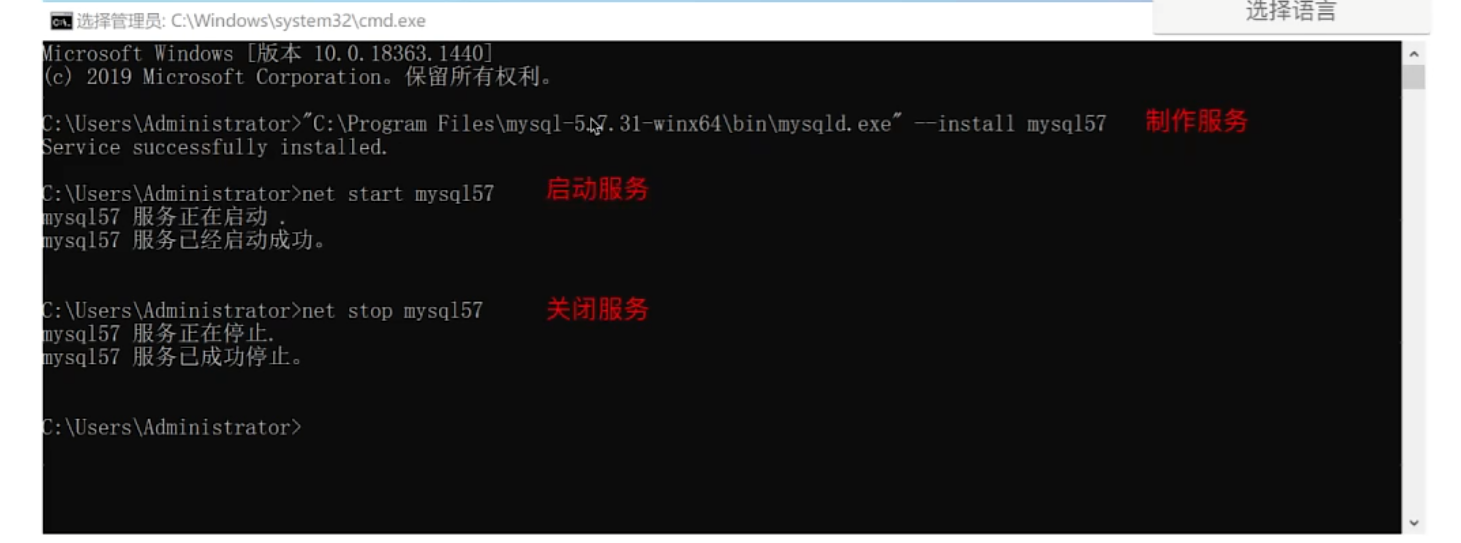 选择语言
选择管理员: C:\Windows\system32\cmd.exe
Microsoft Windows [版本 10.0.18363.1440]
(c) 2019 Microsoft Corporation。保留所有权利。
C:\Users\Administrator>"C:\Program Files\mysql-5.7.31-winx64\bin\mysqld.exe" --install mysql57 制作服务
Service successfully installed.
C:\Users\Administrator>net start mysql57 启动服务
mysql57 服务正在启动 .
mysql57 服务已经启动成功。
C:\Users\Administrator>net stop mysql57 关闭服务
mysql57 服务正在停止.
mysql57 服务已成功停止。
C:\Users\Administrator>